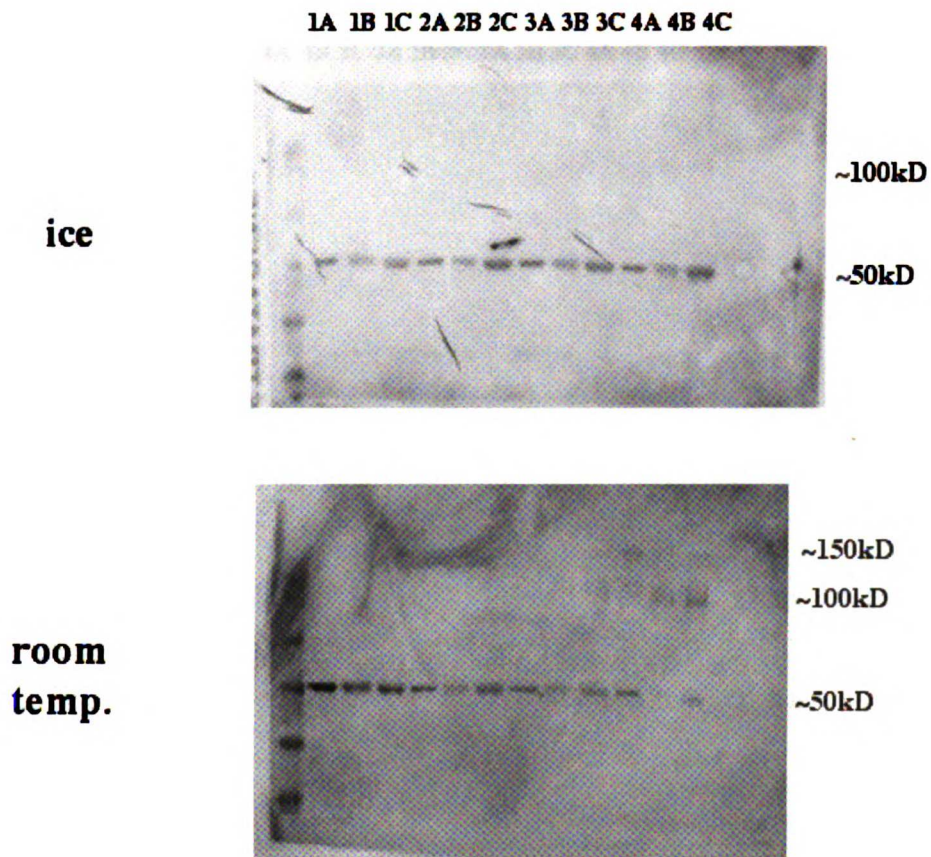 1A 1B 1C 2A 2B 2C 3A 3B 3C 4A 4B 4C
~100kD
ice
~50kD
~150kD
~100kD
room
temp.
~50kD